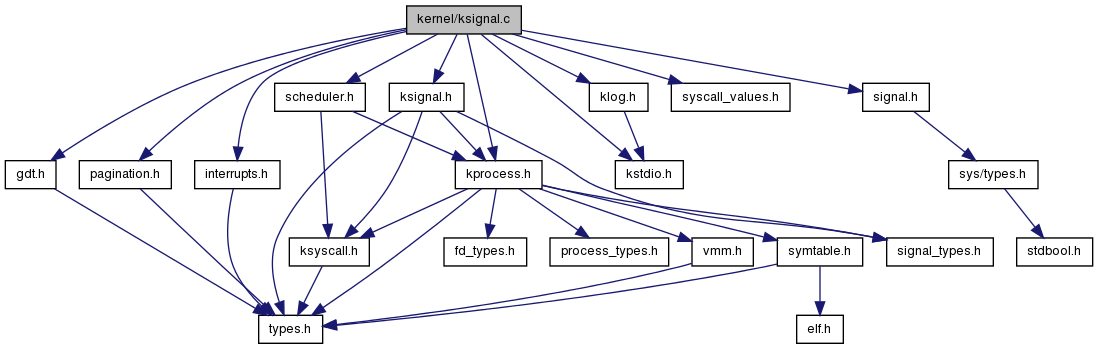 kernel/ksignal.c
scheduler.h
ksignal.h
klog.h
syscall_values.h
signal.h
gdt.h
pagination.h
interrupts.h
kprocess.h
kstdio.h
sys/types.h
ksyscall.h
fd_types.h
process_types.h
vmm.h
symtable.h
signal_types.h
stdbool.h
types.h
elf.h